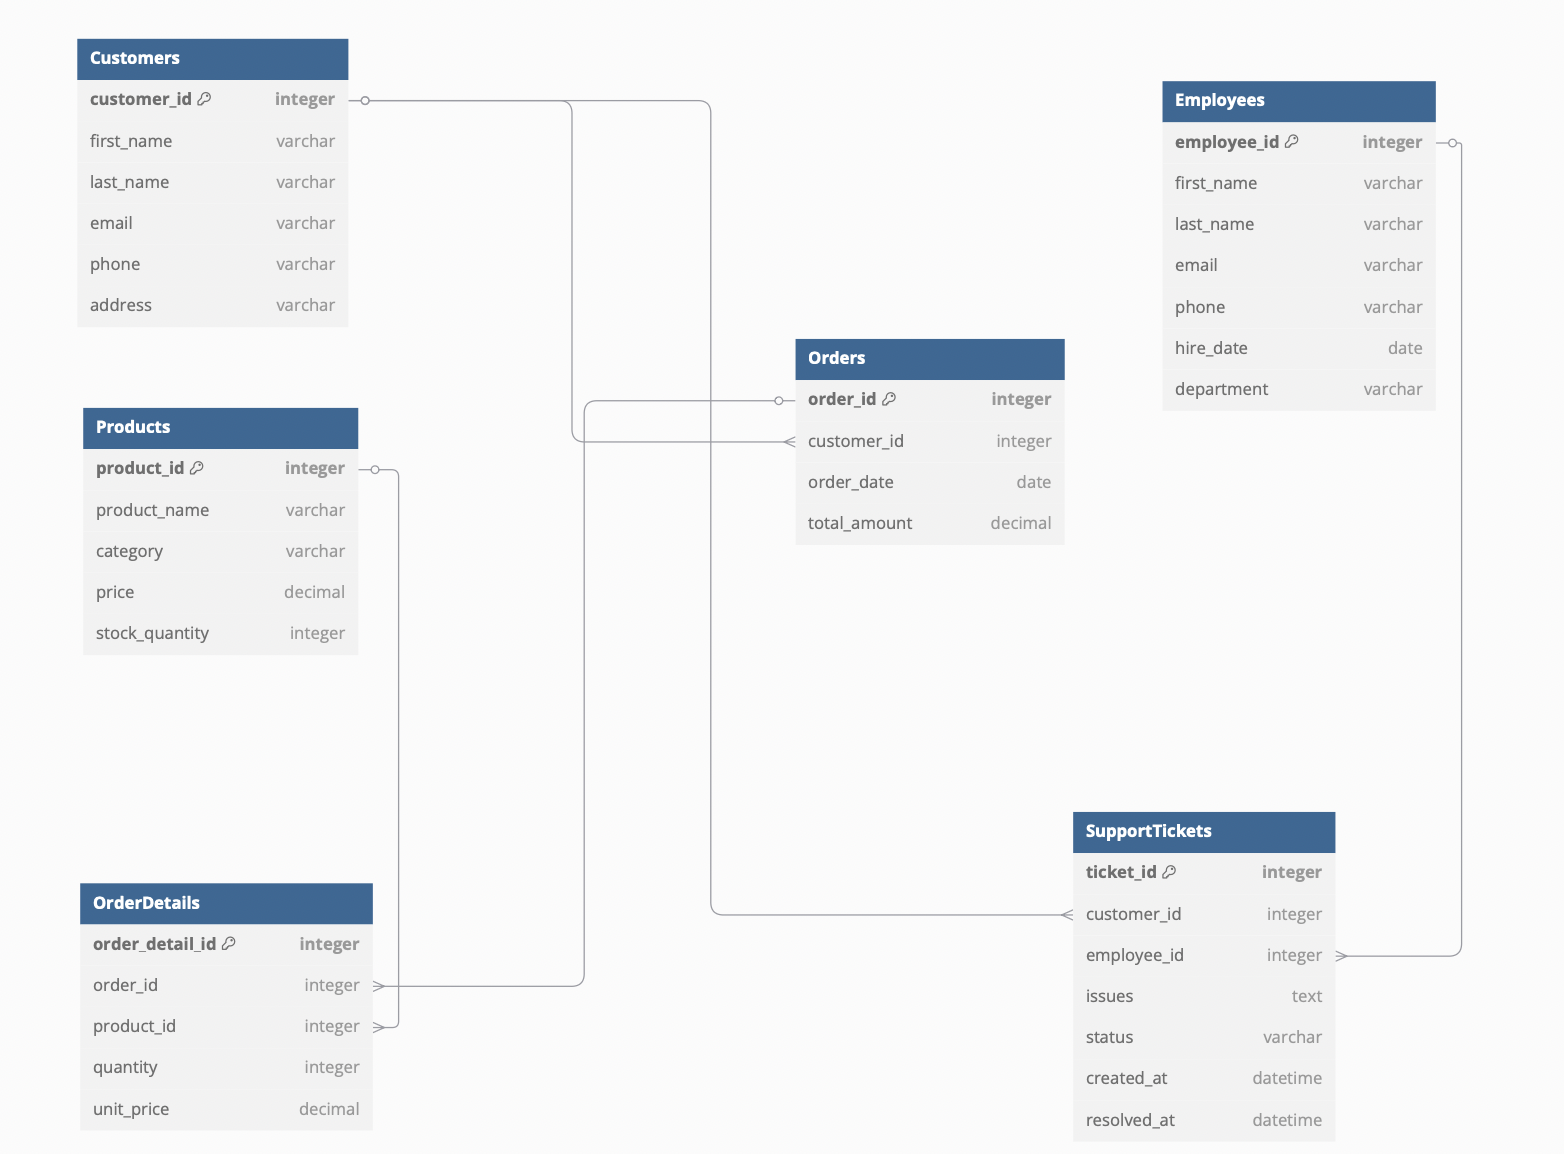 Customers
customer_id integer
first_name varchar
last_name varchar
email varchar
phone varchar
address varchar
Employees
employee_id integer
first_name varchar
last_name varchar
email varchar
phone varchar
hire_date date
department varchar
Orders
order_id integer
customer_id integer
order_date date
total_amount decimal
Products
product_id integer
product_name varchar
category varchar
price decimal
stock_quantity integer
SupportTickets
ticket_id integer
customer_id integer
employee_id integer
issues text
status varchar
created_at datetime
resolved_at datetime
OrderDetails
order_detail_id integer
order_id integer
product_id integer
quantity integer
unit_price decimal